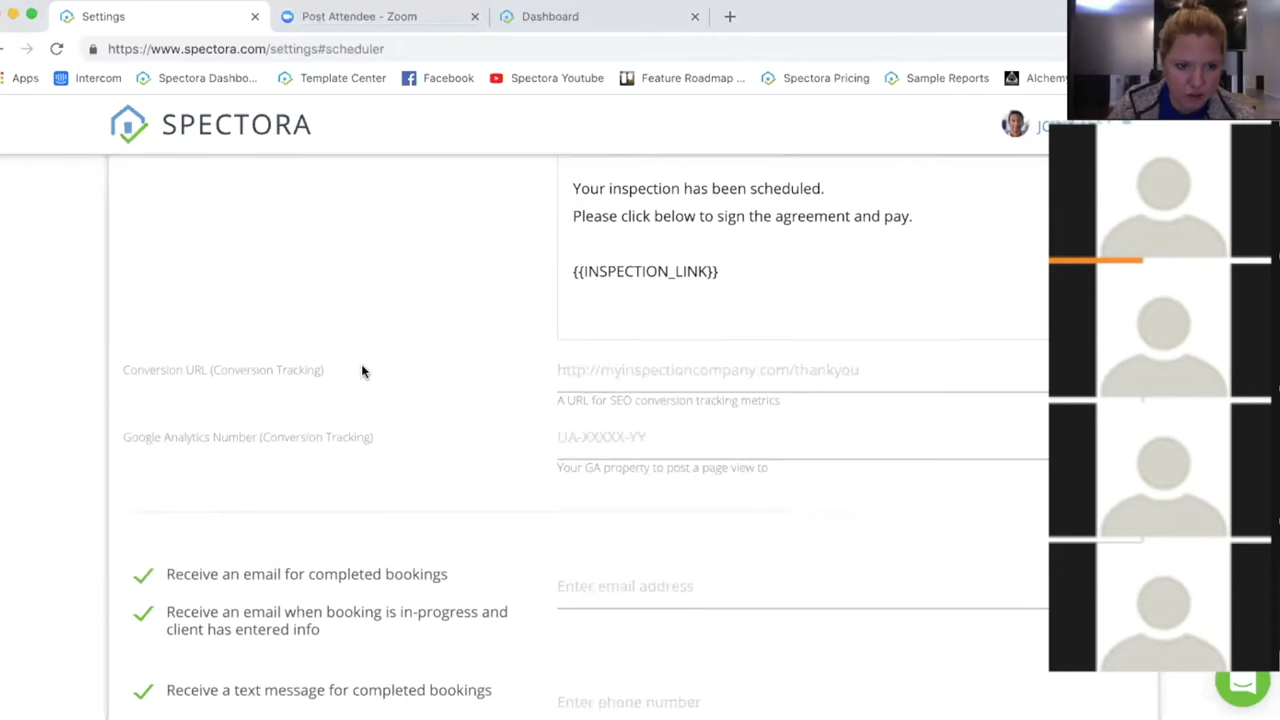 Settings
Post Attendee - Zoom
Dashboard
https://www.spectora.com/settings#scheduler
Apps
Intercom
Spectora Dashbo...
Template Center
Facebook
Spectora Youtube
Feature Roadmap ...
Spectora Pricing
Sample Reports
Alchem
SPECTORA
Your inspection has been scheduled.
Please click below to sign the agreement and pay.
{{INSPECTION_LINK}}
Conversion URL (Conversion Tracking)
http://myinspectioncompany.com/thankyou
A URL for SEO conversion tracking metrics
Google Analytics Number (Conversion Tracking)
UA-XXXXX-YY
Your GA property to post a page view to
Receive an email for completed bookings
Enter email address
Receive an email when booking is in-progress and
client has entered info
Receive a text message for completed bookings
Enter phone number